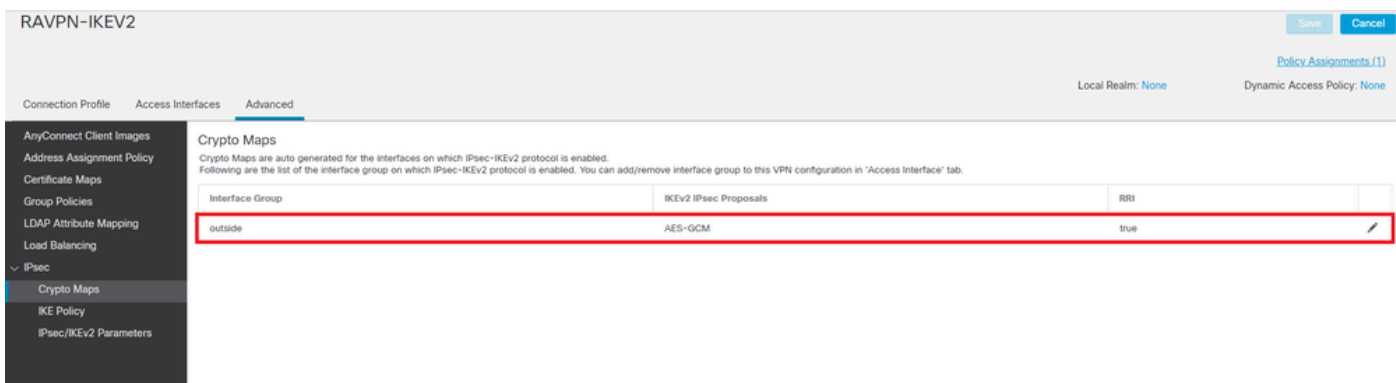 RAVPN-IKEV2
Save Cancel
Policy Assignments (1)
Local Realm: None Dynamic Access Policy: None
Connection Profile Access Interfaces Advanced
AnyConnect Client Images
Address Assignment Policy
Certificate Maps
Group Policies
LDAP Attribute Mapping
Load Balancing
IPsec
Crypto Maps
IKE Policy
IPsec/IKEv2 Parameters
Crypto Maps
Crypto Maps are auto generated for the interfaces on which IPsec-IKEv2 protocol is enabled.
Following are the list of the interface group on which IPsec-IKEv2 protocol is enabled. You can add/remove interface group to this VPN configuration in 'Access Interface' tab.
Interface Group IKEv2 IPsec Proposals RRI
outside AES-GCM true